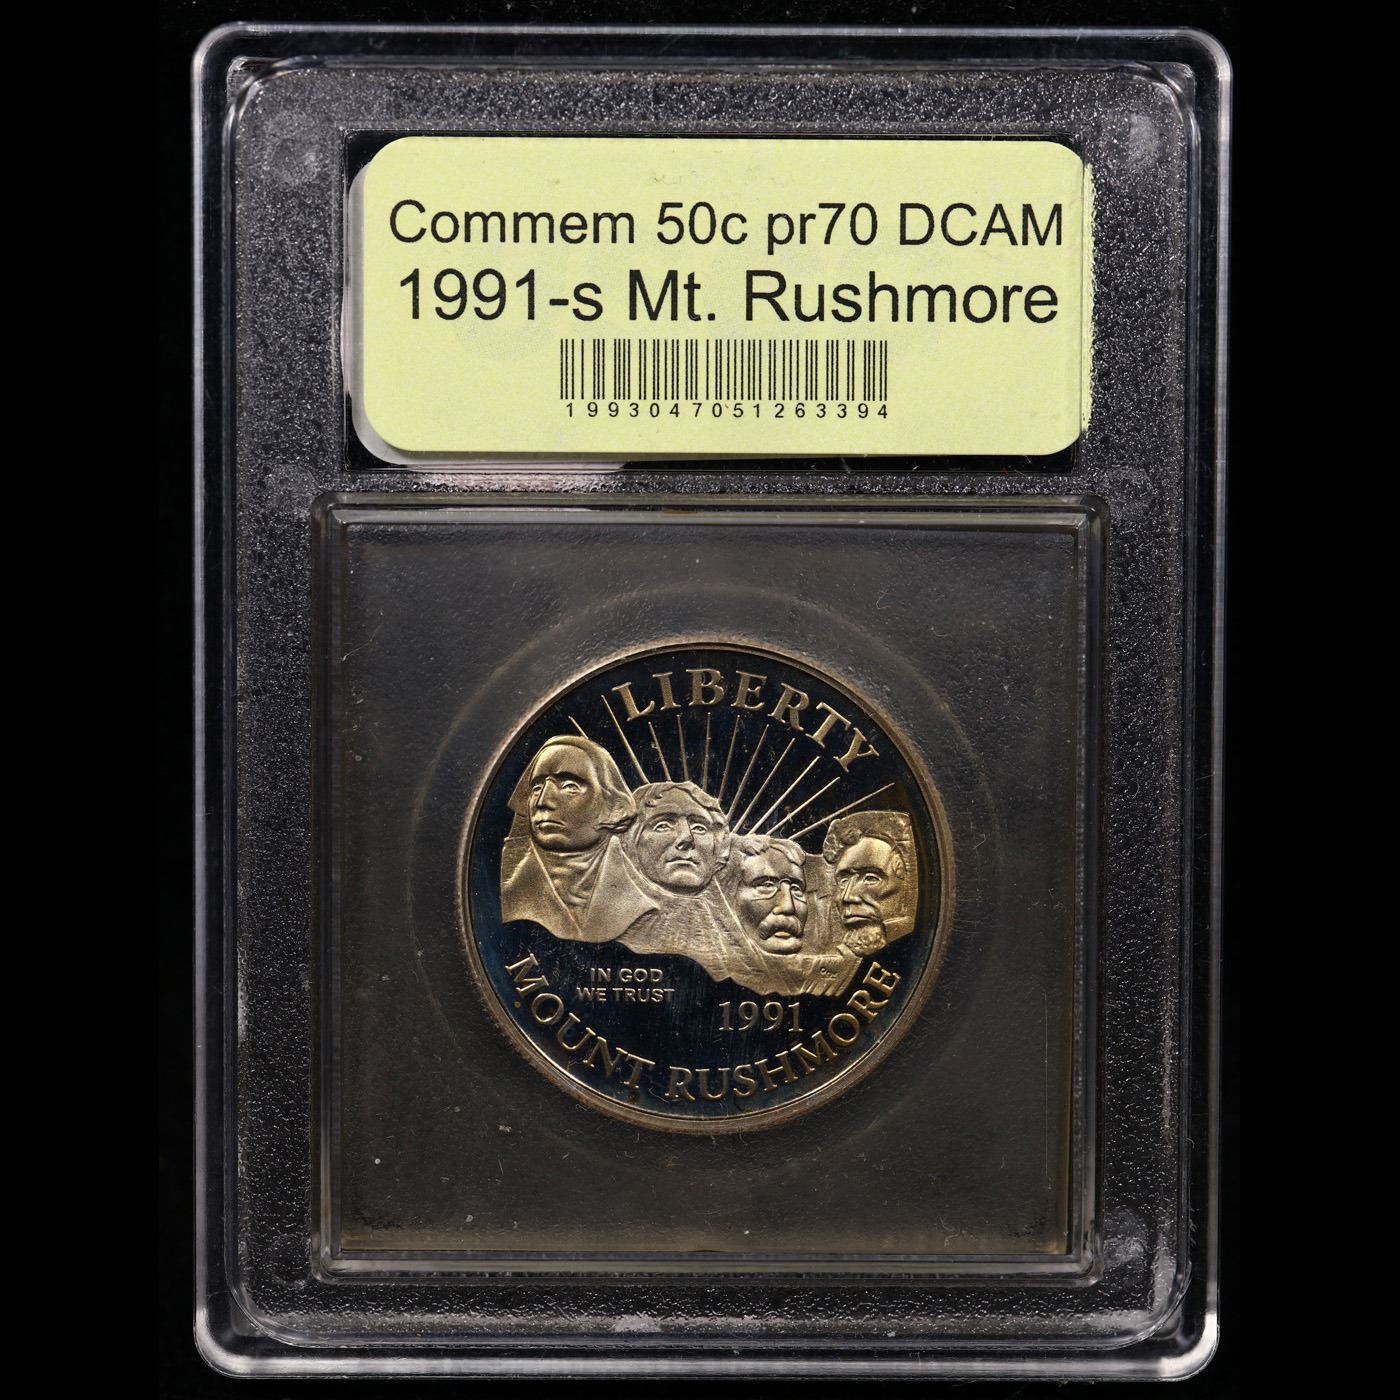 Commem 50c pr70 DCAM
1991-s Mt. Rushmore
1993047051263394
LIBERTY
IN GOD
WE TRUST
1991
MOUNT RUSHMORE